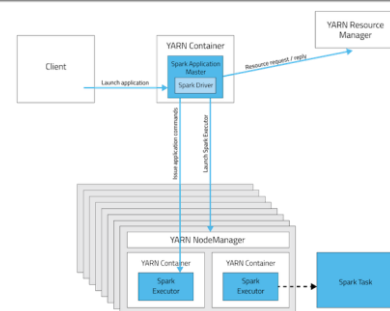 YARN Resource
Manager
YARN Container
Client
Spark Application
Master
Spark Driver
Launch application
Resource request / reply
Issue application commands
Launch Spark Executor
YARN NodeManager
YARN Container
YARN Container
Spark
Executor
Spark
Executor
Spark Task